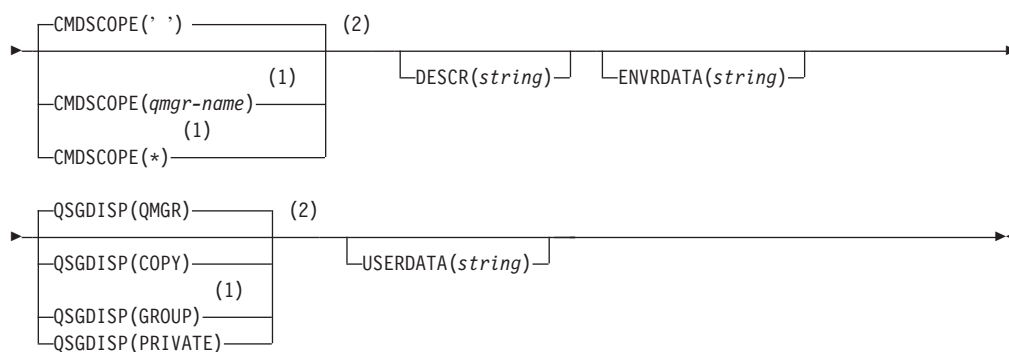 CMDSCOPE(’ ’) (2)
DESCR(string) ENVRDATA(string)
(1)
CMDSCOPE(qmgr-name)
(1)
CMDSCOPE(*)
QSGDISP(QMGR) (2)
USERDATA(string)
QSGDISP(COPY)
(1)
QSGDISP(GROUP)
QSGDISP(PRIVATE)